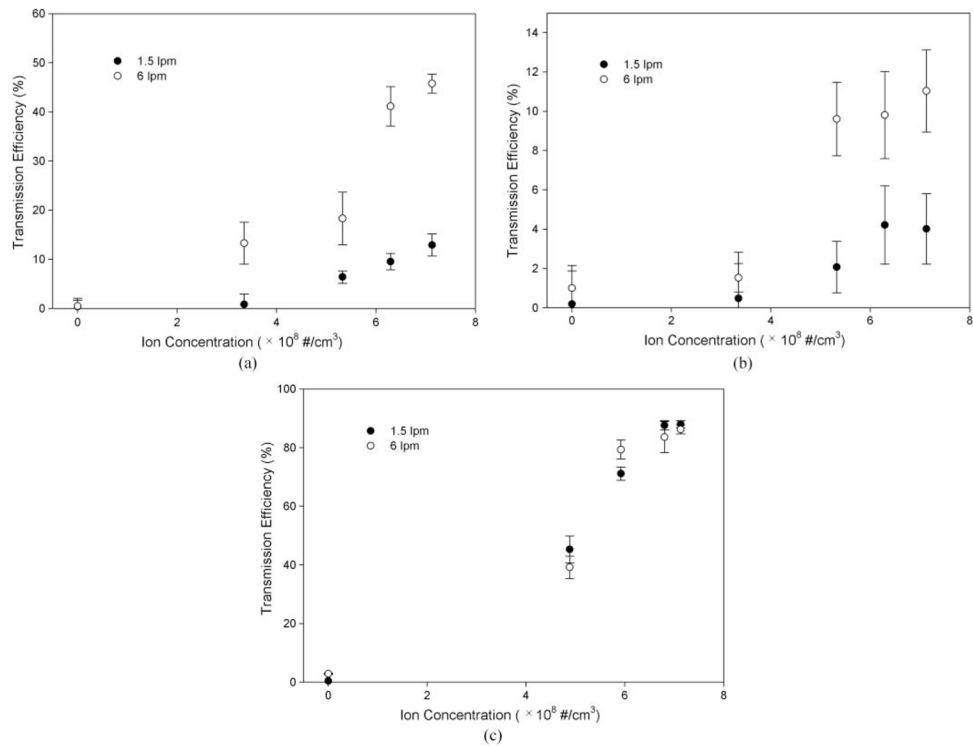 60
50
40
30
20
10
0
Transmission Efficiency (%)
1.5 lpm
6 lpm
0 2 4 6 8
Ion Concentration ( × 10⁸ #/cm³)
(a)
14
12
10
8
6
4
2
0
Transmission Efficiency (%)
1.5 lpm
6 lpm
0 2 4 6 8
Ion Concentration ( × 10⁸ #/cm³)
(b)
100
80
60
40
20
0
Transmission Efficiency (%)
1.5 lpm
6 lpm
0 2 4 6 8
Ion Concentration ( × 10⁸ #/cm³)
(c)